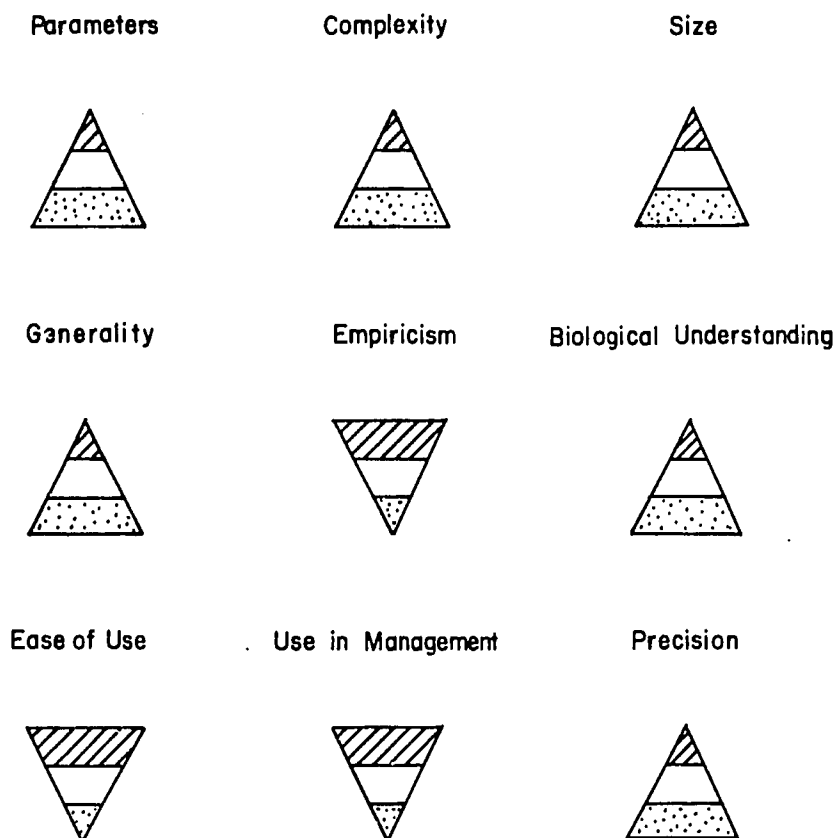 Parameters
Complexity
Size
Generality
Empiricism
Biological Understanding
Ease of Use
Use in Management
Precision